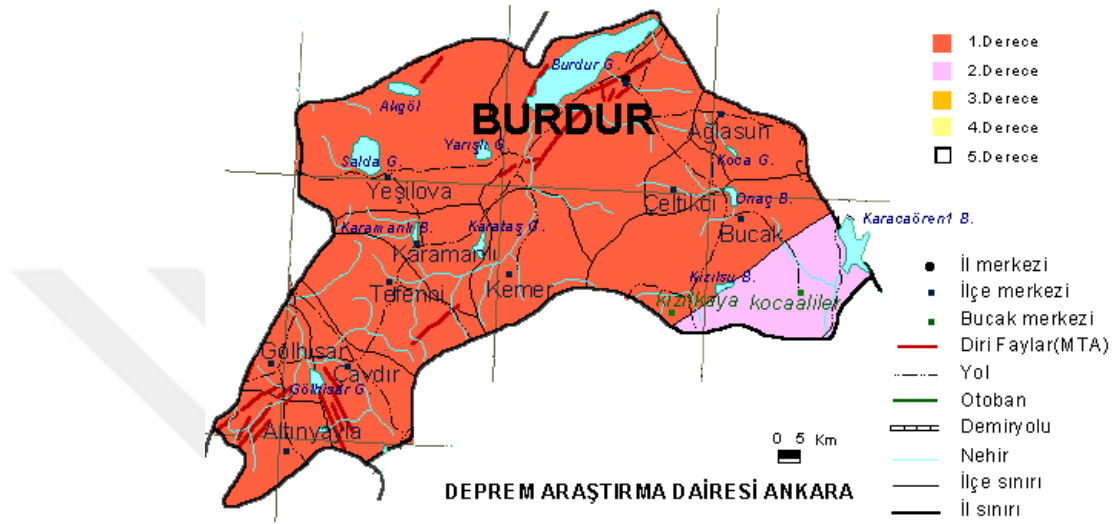 1.Derece
2.Derece
3.Derece
4.Derece
5.Derece
Burdur G.
Akgöl
BURDUR
Ağlasun
Yarışlı G.
Salda G.
Koca G.
Yeşilova
Çeltikçi
Onaç B.
Karacaören1 B.
Karamanlı B.
Karataş G.
Bucak
Karamanlı
Kızılsu B.
Tefenni
Kemer
kızılkaya
kocaaliler
Gölhisar
Çavdır
Gölhisar G
Altınyayla
İl merkezi
İlçe merkezi
Bucak merkezi
Diri Faylar(MTA)
Yol
Otoban
Demiryolu
Nehir
İlçe sınırı
İl sınırı
0 5 Km
DEPREM ARAŞTIRMA DAİRESİ ANKARA